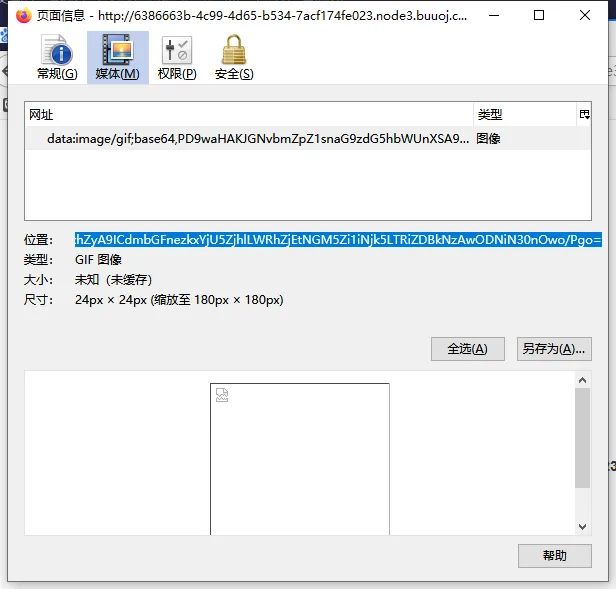 页面信息 - http://6386663b-4c99-4d65-b534-7acf174fe023.node3.buuoj.c...
常规(G) 媒体(M) 权限(P) 安全(S)
网址 类型
data:image/gif;base64,PD9waHAKJGNvbmZpZ1snaG9zdG5hbWUnXSA9... 图像
位置： hZyA9ICdmbGFnezkxYjU5ZjhlLWRhZjEtNGM5Zi1iNjk5LTRiZDBkNzAwODNiN30nOwo/Pgo=
类型： GIF 图像
大小： 未知（未缓存）
尺寸： 24px × 24px (缩放至 180px × 180px)
全选(A) 另存为(A)...
帮助